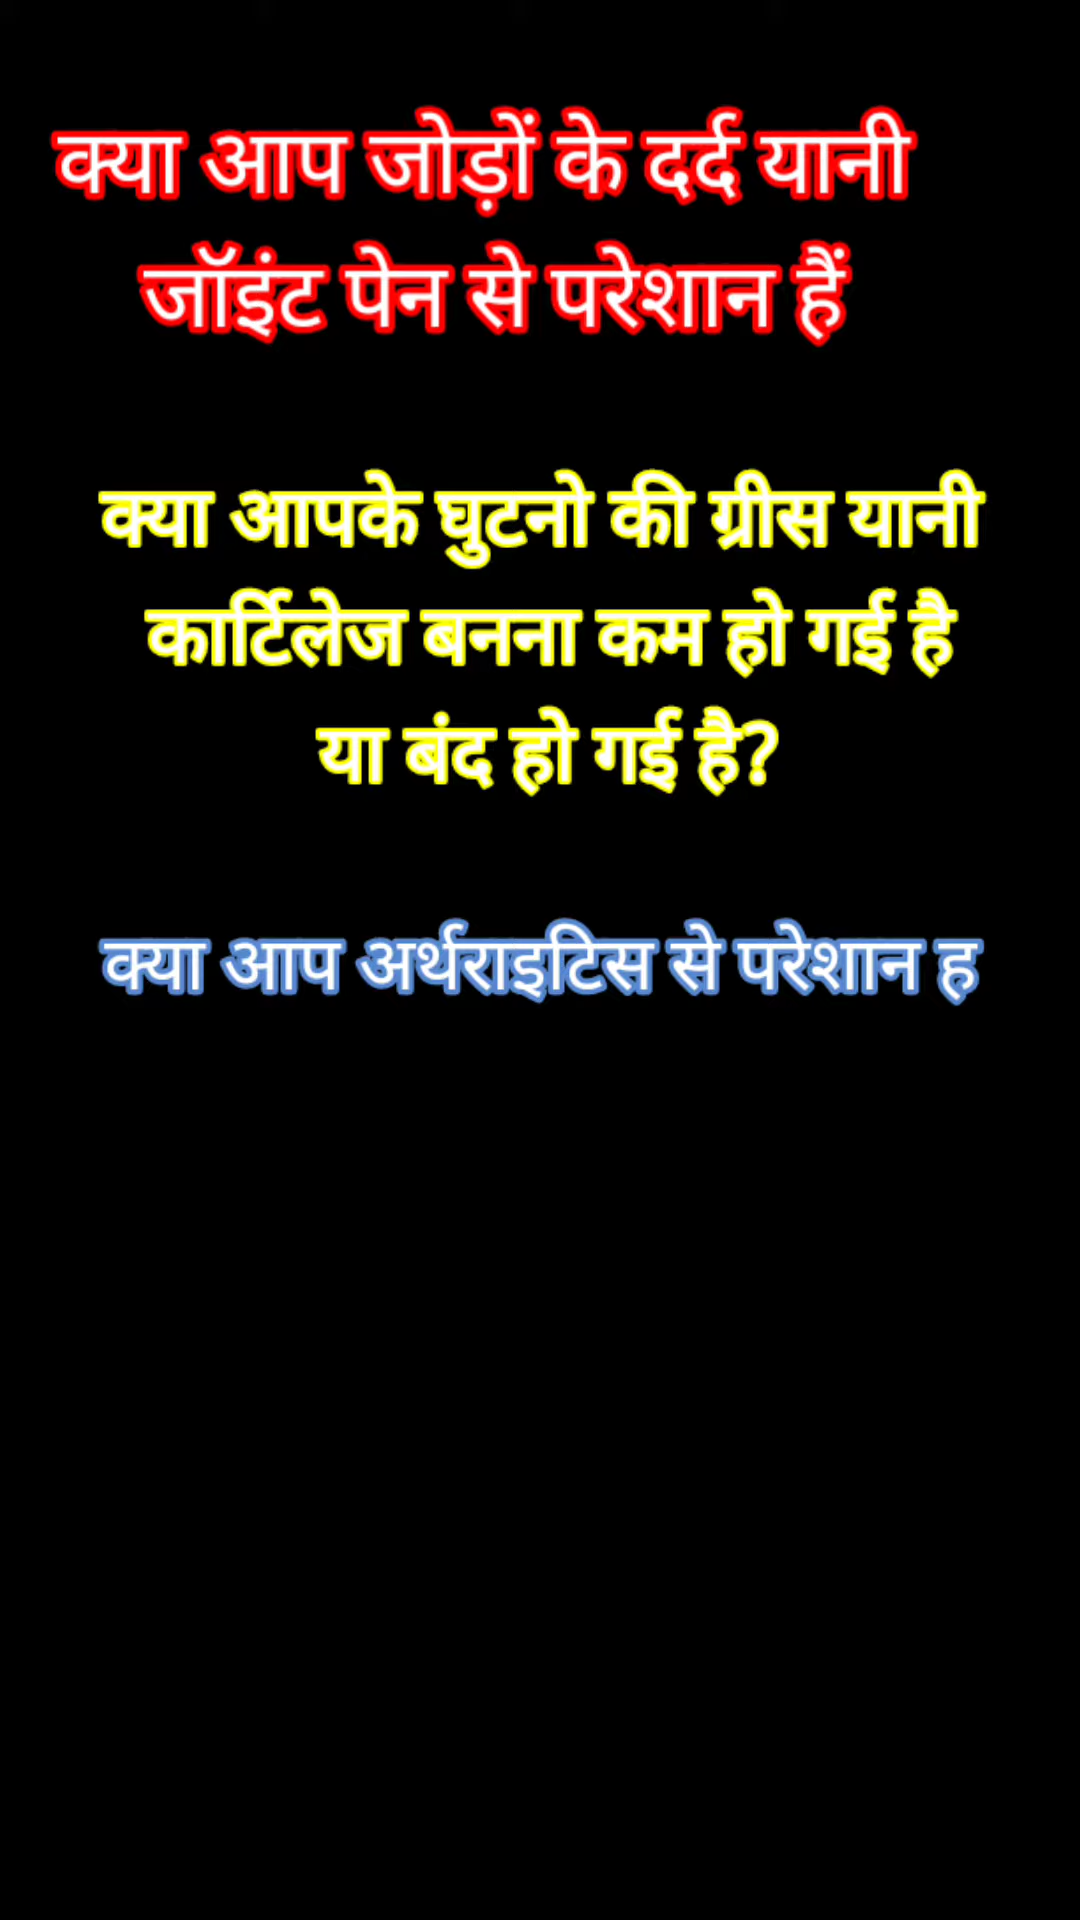 क्या आप जोड़ों के दर्द यानी
जॉइंट पेन से परेशान हैं
क्या आपके घुटनो की ग्रीस यानी
कार्टिलेज बनना कम हो गई है
या बंद हो गई है?
क्या आप अर्थराइटिस से परेशान ह